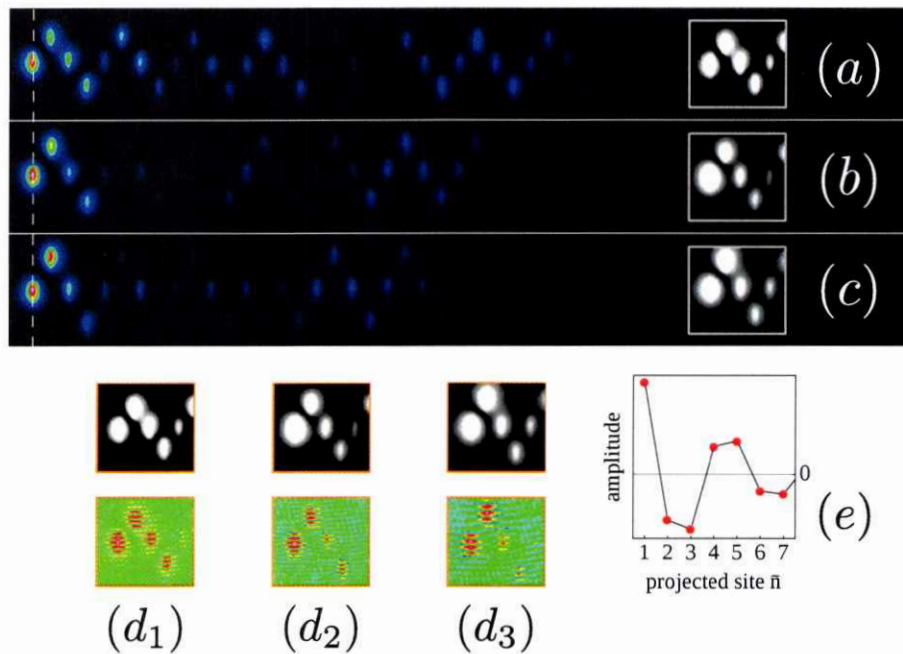 (a)
(b)
(c)
(d1)
(d2)
(d3)
amplitude
0
1 2 3 4 5 6 7
projected site n̄
(e)